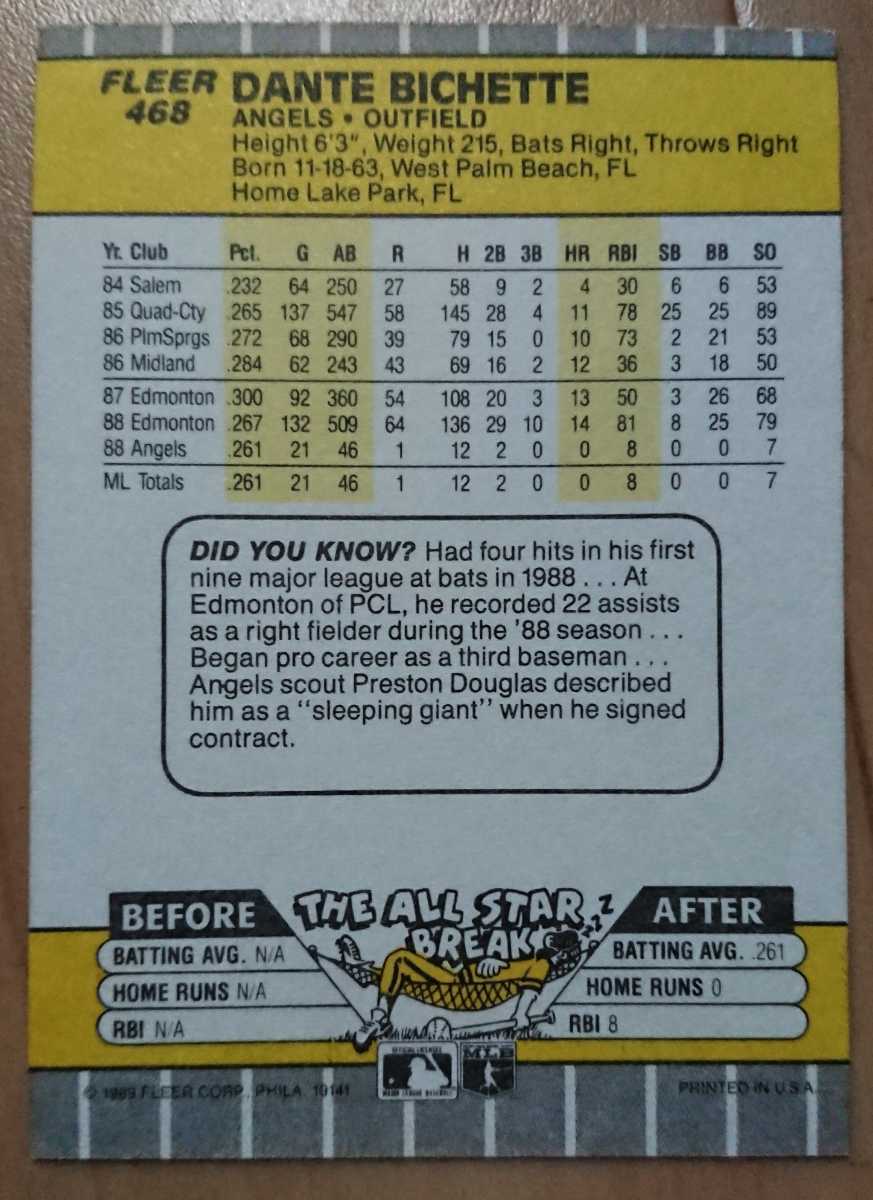 FLEER 468
DANTE BICHETTE
ANGELS • OUTFIELD
Height 6'3", Weight 215, Bats Right, Throws Right
Born 11-18-63, West Palm Beach, FL
Home Lake Park, FL
Yr. Club Pct. G AB R H 2B 3B HR RBI SB BB SO
84 Salem .232 64 250 27 58 9 2 4 30 6 6 53
85 Quad-Cty .265 137 547 58 145 28 4 11 78 25 25 89
86 PlmSprgs .272 68 290 39 79 15 0 10 73 2 21 53
86 Midland .284 62 243 43 69 16 2 12 36 3 18 50
87 Edmonton .300 92 360 54 108 20 3 13 50 3 26 68
88 Edmonton .267 132 509 64 136 29 10 14 81 8 25 79
88 Angels .261 21 46 1 12 2 0 0 8 0 0 7
ML Totals .261 21 46 1 12 2 0 0 8 0 0 7
DID YOU KNOW? Had four hits in his first
nine major league at bats in 1988 . . . At
Edmonton of PCL, he recorded 22 assists
as a right fielder during the '88 season . . .
Began pro career as a third baseman . . .
Angels scout Preston Douglas described
him as a "sleeping giant" when he signed
contract.
THE ALL STAR BREAK
zzz
BEFORE
BATTING AVG. N/A
HOME RUNS N/A
RBI N/A
AFTER
BATTING AVG. .261
HOME RUNS 0
RBI 8
MLB
© 1989 FLEER CORP., PHILA. 19141
PRINTED IN U.S.A.